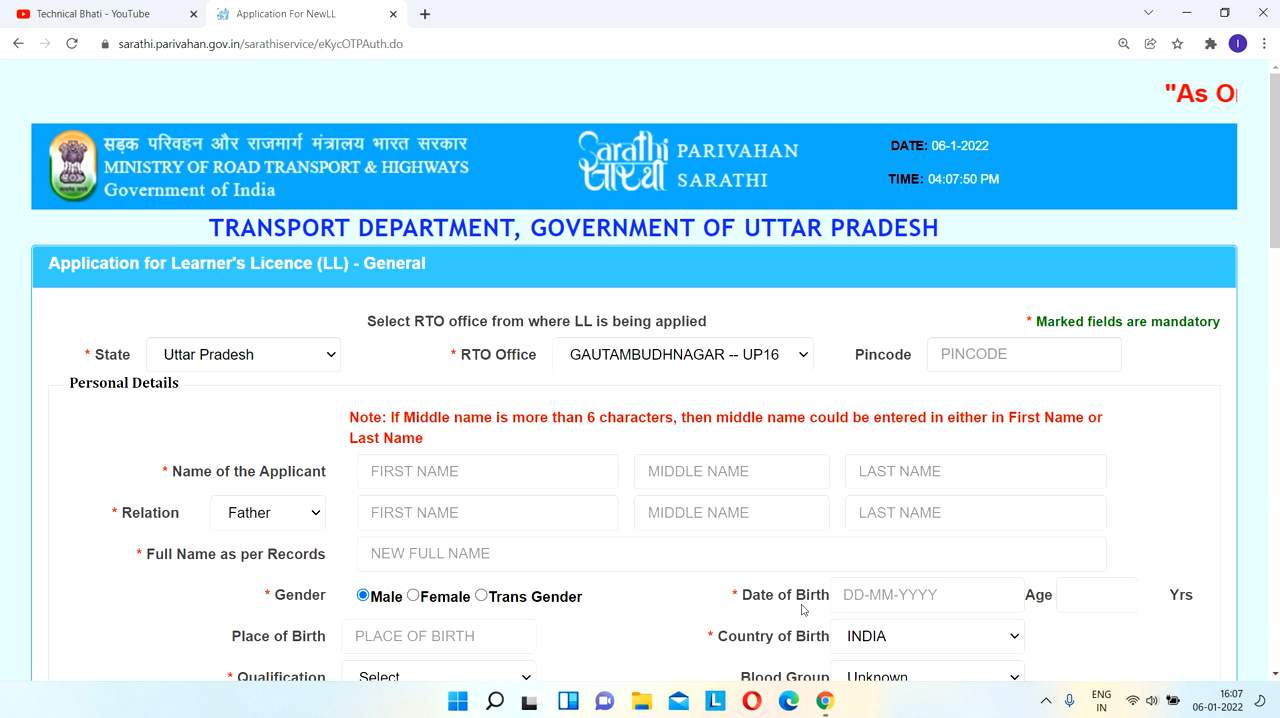 Technical Bhati - YouTube
Application For NewLL
sarathi.parivahan.gov.in/sarathiservice/eKycOTPAuth.do
"As O
सड़क परिवहन और राजमार्ग मंत्रालय भारत सरकार
MINISTRY OF ROAD TRANSPORT & HIGHWAYS
Government of India
Sarathi
सारथी
PARIVAHAN
SARATHI
DATE: 06-1-2022
TIME: 04:07:50 PM
TRANSPORT DEPARTMENT, GOVERNMENT OF UTTAR PRADESH
Application for Learner's Licence (LL) - General
Select RTO office from where LL is being applied
* Marked fields are mandatory
* State Uttar Pradesh * RTO Office GAUTAMBUDHNAGAR -- UP16 Pincode PINCODE
Personal Details
Note: If Middle name is more than 6 characters, then middle name could be entered in either in First Name or
Last Name
* Name of the Applicant FIRST NAME MIDDLE NAME LAST NAME
* Relation Father FIRST NAME MIDDLE NAME LAST NAME
* Full Name as per Records NEW FULL NAME
* Gender Male Female Trans Gender * Date of Birth DD-MM-YYYY Age Yrs
Place of Birth PLACE OF BIRTH * Country of Birth INDIA
* Qualification Select Blood Group Unknown
ENG
IN
16:07
06-01-2022